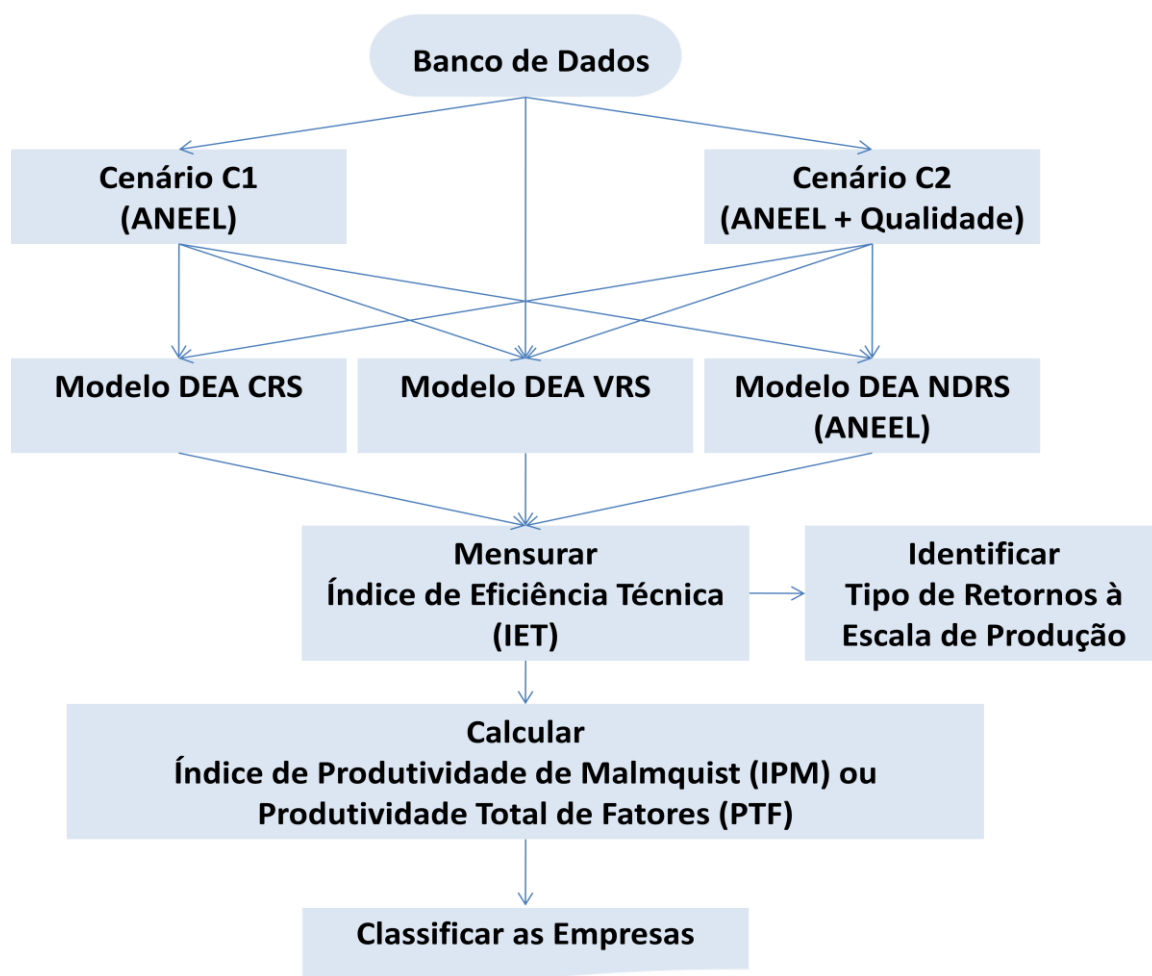 Banco de Dados
Cenário C1
(ANEEL)
Cenário C2
(ANEEL + Qualidade)
Modelo DEA CRS
Modelo DEA VRS
Modelo DEA NDRS
(ANEEL)
Mensurar
Índice de Eficiência Técnica
(IET)
Identificar
Tipo de Retornos à
Escala de Produção
Calcular
Índice de Produtividade de Malmquist (IPM) ou
Produtividade Total de Fatores (PTF)
Classificar as Empresas